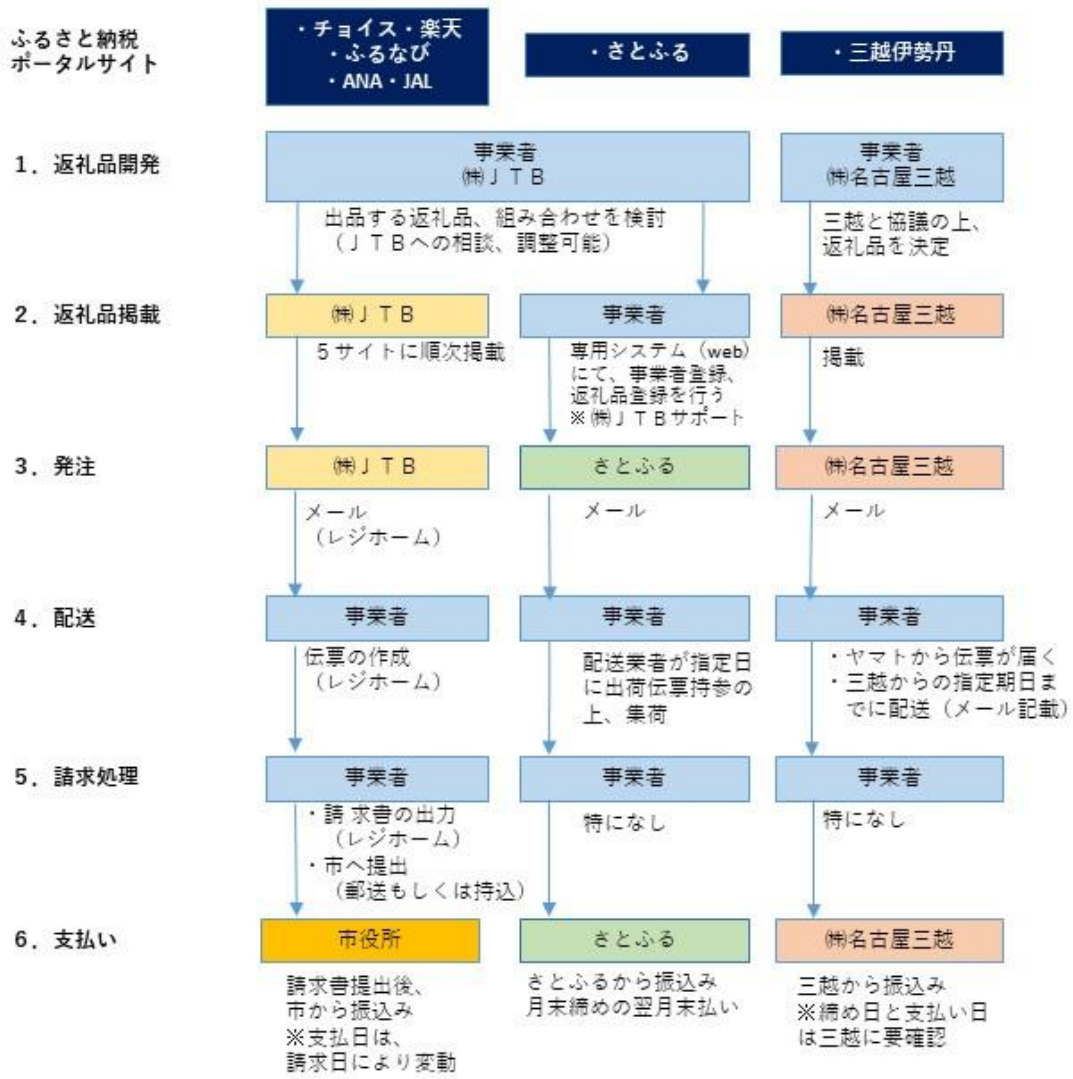 ふるさと納税
ポータルサイト
・チョイス・楽天
・ふるなび
・ANA・JAL
・さとふる
・三越伊勢丹
1．返礼品開発
事業者
㈱ＪＴＢ
事業者
㈱名古屋三越
出品する返礼品、組み合わせを検討
（ＪＴＢへの相談、調整可能）
三越と協議の上、
返礼品を決定
2．返礼品掲載
㈱ＪＴＢ
事業者
㈱名古屋三越
５サイトに順次掲載
専用システム（web）
にて、事業者登録、
返礼品登録を行う
※㈱ＪＴＢサポート
掲載
3．発注
㈱ＪＴＢ
さとふる
㈱名古屋三越
メール
（レジホーム）
メール
メール
4．配送
事業者
事業者
事業者
伝票の作成
（レジホーム）
配送業者が指定日
に出荷伝票持参の
上、集荷
・ヤマトから伝票が届く
・三越からの指定期日ま
でに配送（メール記載）
5．請求処理
事業者
事業者
事業者
・請 求書の出力
（レジホーム）
・市へ提出
（郵送もしくは持込）
特になし
特になし
6．支払い
市役所
さとふる
㈱名古屋三越
請求書提出後、
市から振込み
※支払日は、
請求日により変動
さとふるから振込み
月末締めの翌月末払い
三越から振込み
※締め日と支払い日
は三越に要確認